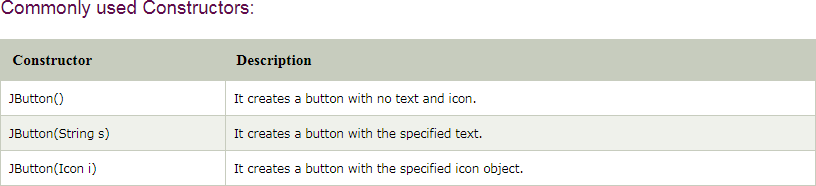 Commonly used Constructors:
Constructor Description
JButton() It creates a button with no text and icon.
JButton(String s) It creates a button with the specified text.
JButton(Icon i) It creates a button with the specified icon object.